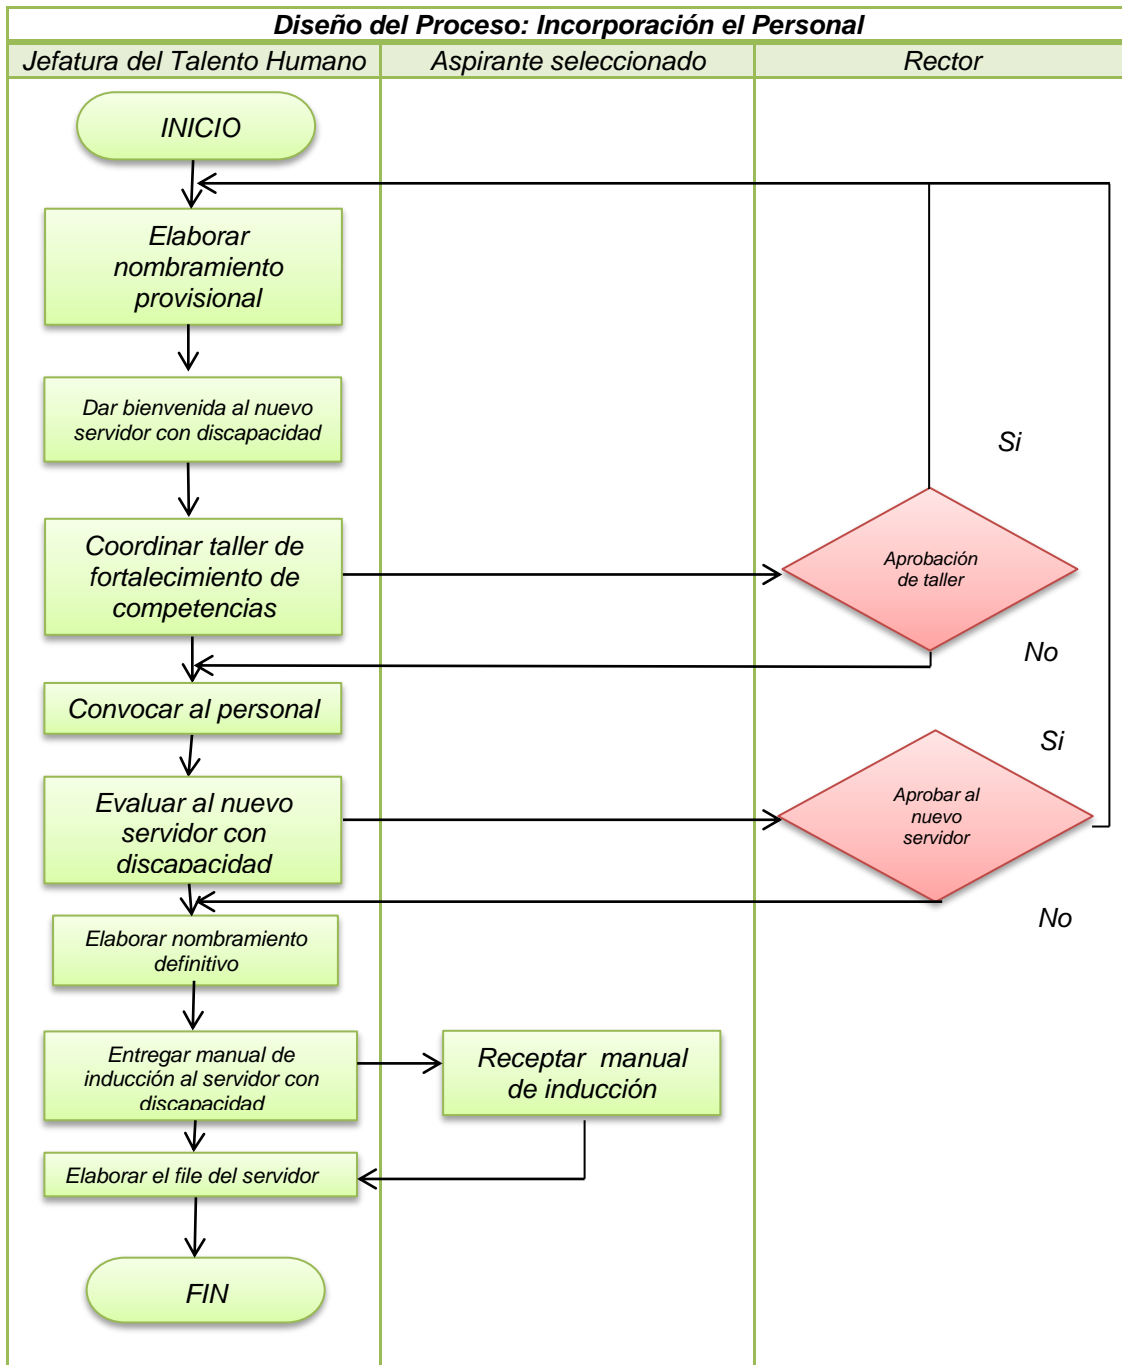 Diseño del Proceso: Incorporación el Personal
Jefatura del Talento Humano
Aspirante seleccionado
Rector
INICIO
Elaborar
nombramiento
provisional
Dar bienvenida al nuevo
servidor con discapacidad
Si
Coordinar taller de
fortalecimiento de
competencias
Aprobación
de taller
No
Convocar al personal
Si
Evaluar al nuevo
servidor con
discapacidad
Aprobar al
nuevo
servidor
No
Elaborar nombramiento
definitivo
Entregar manual de
inducción al servidor con
discapacidad
Receptar manual
de inducción
Elaborar el file del servidor
FIN